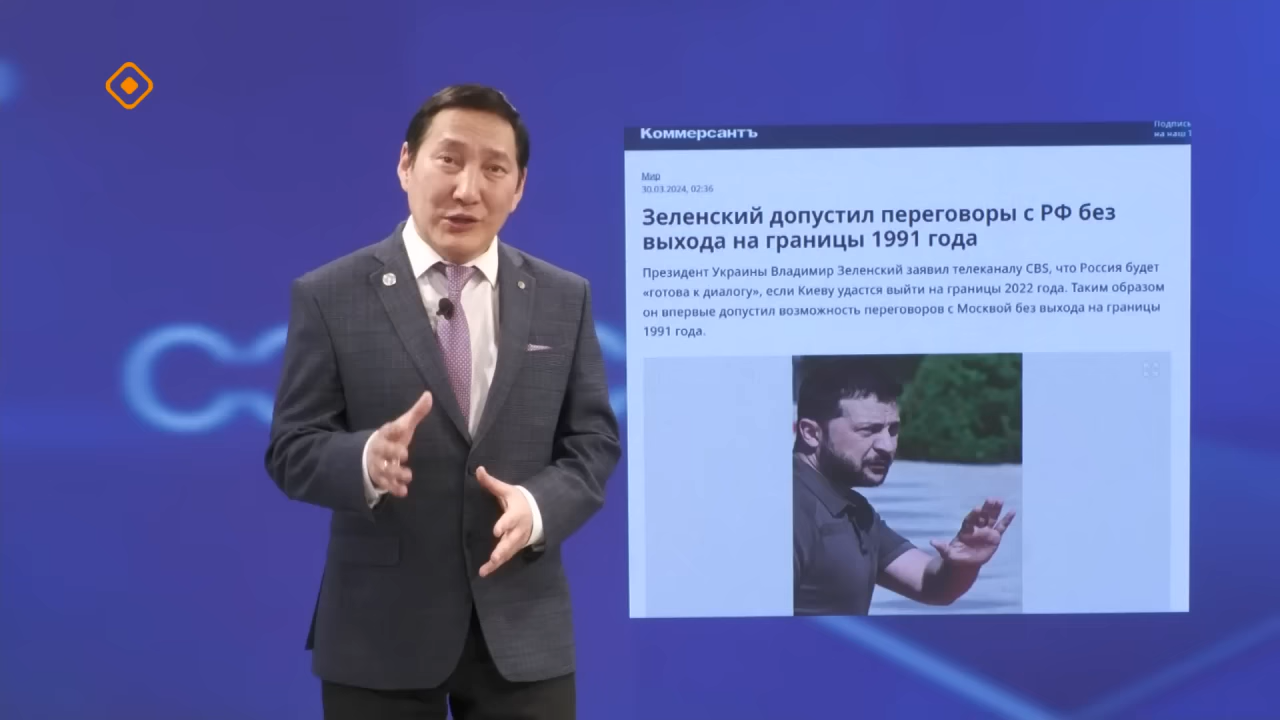 Коммерсантъ
Подпись
на наш
Мир
30.03.2024, 02:36
Зеленский допустил переговоры с РФ без
выхода на границы 1991 года
Президент Украины Владимир Зеленский заявил телеканалу CBS, что Россия будет
«готова к диалогу», если Киеву удастся выйти на границы 2022 года. Таким образом
он впервые допустил возможность переговоров с Москвой без выхода на границы
1991 года.